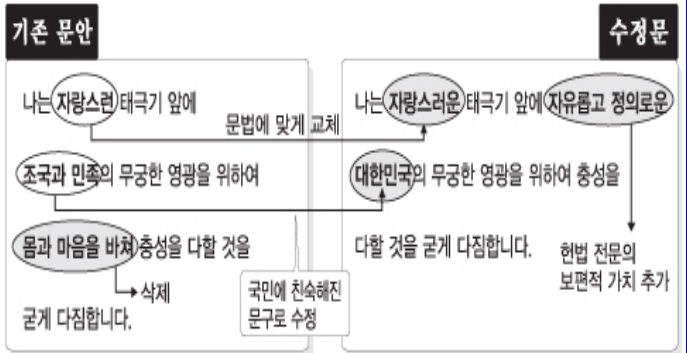 기존 문안
나는 자랑스런 태극기 앞에
조국과 민족의 무궁한 영광을 위하여
몸과 마음을 바쳐 충성을 다할 것을
삭제
굳게 다짐합니다.
문법에 맞게 교체
국민에 친숙해진
문구로 수정
수정문
나는 자랑스러운 태극기 앞에 자유롭고 정의로운
대한민국의 무궁한 영광을 위하여 충성을
다할 것을 굳게 다짐합니다.
헌법 전문의
보편적 가치 추가